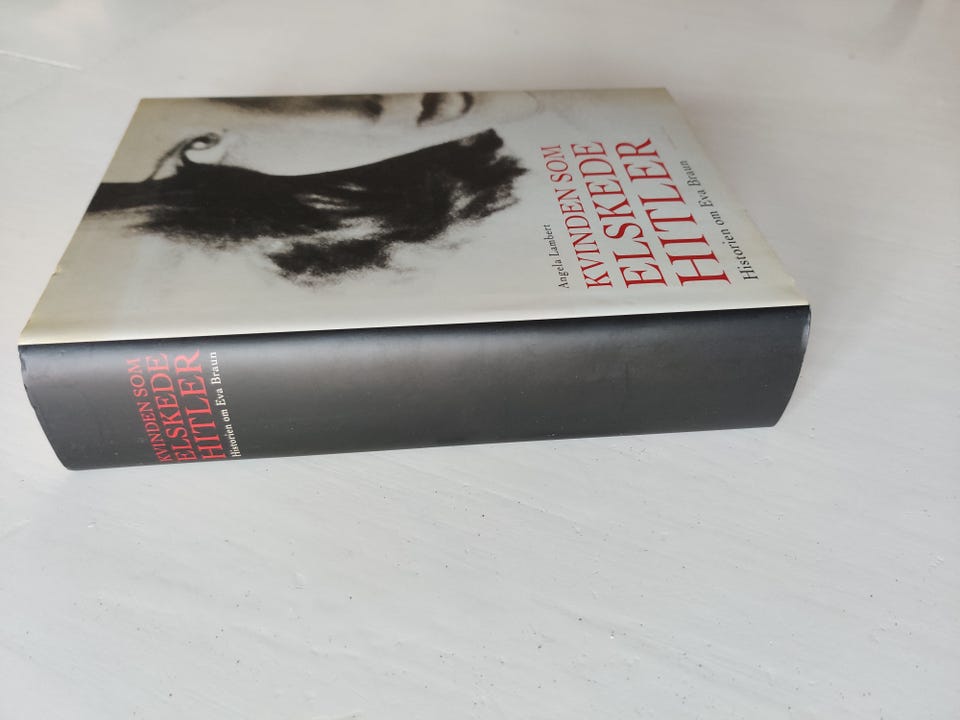 Angela Lambert
KVINDEN SOM
ELSKEDE
HITLER
Historien om Eva Braun
KVINDEN SOM
ELSKEDE
HITLER
Historien om Eva Braun